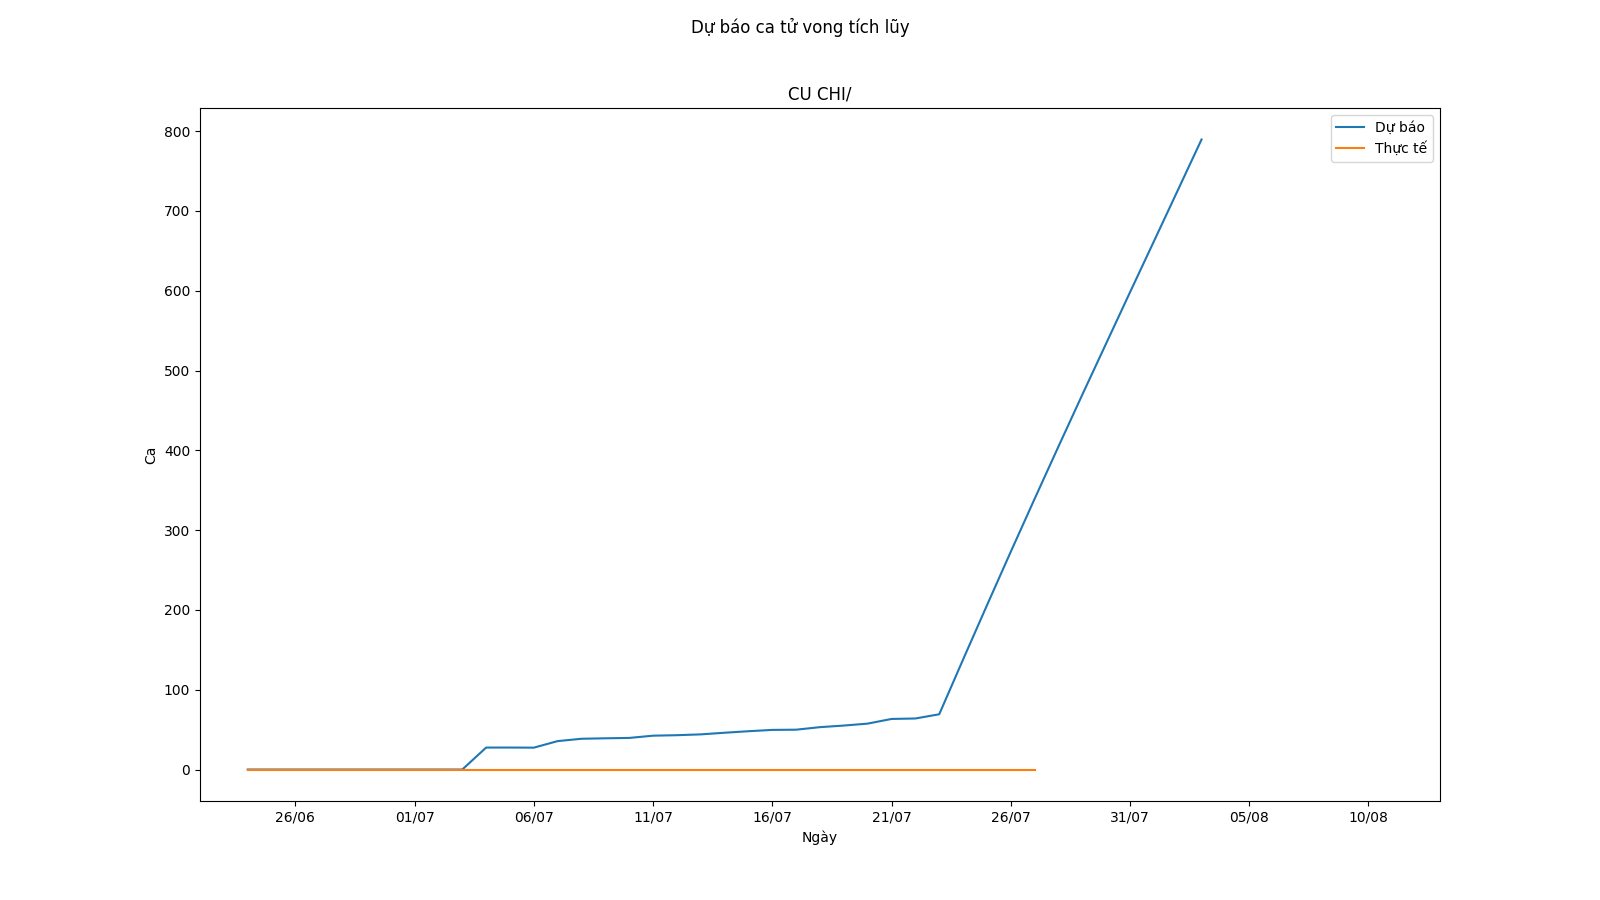 Dự báo ca tử vong tích lũy
CU CHI/
Dự báo
Thực tế
800
700
600
500
400
300
200
100
0
Ca
26/06 01/07 06/07 11/07 16/07 21/07 26/07 31/07 05/08 10/08
Ngày